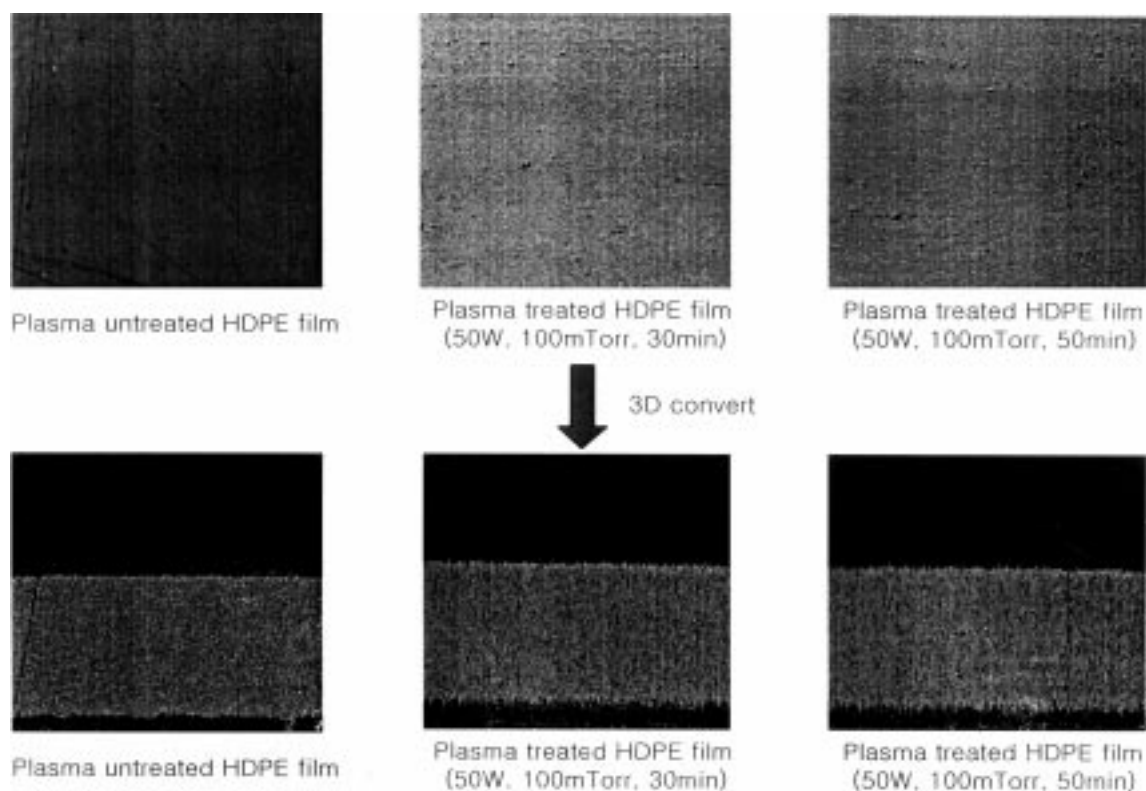 Plasma untreated HDPE film
Plasma treated HDPE film
(50W, 100mTorr, 30min)
Plasma treated HDPE film
(50W, 100mTorr, 50min)
3D convert
Plasma untreated HDPE film
Plasma treated HDPE film
(50W, 100mTorr, 30min)
Plasma treated HDPE film
(50W, 100mTorr, 50min)